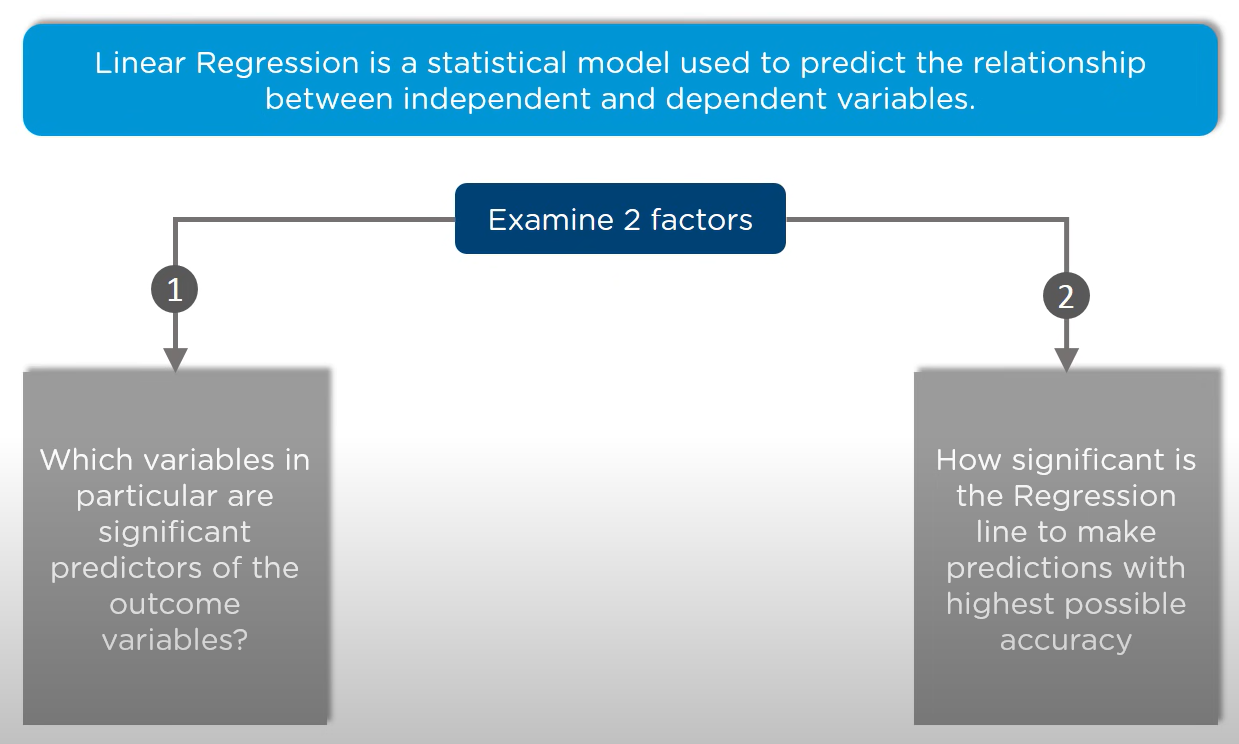 Linear Regression is a statistical model used to predict the relationship
between independent and dependent variables.
Examine 2 factors
1
2
Which variables in
particular are
significant
predictors of the
outcome
variables?
How significant is
the Regression
line to make
predictions with
highest possible
accuracy